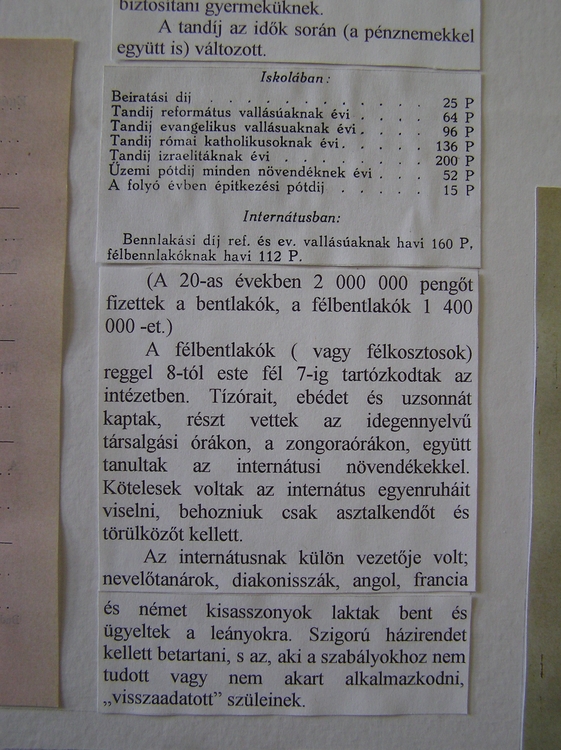 biztosítani gyermeküknek.
A tandíj az idők során (a pénznemekkel
együtt is) változott.
Iskolában:
Beiratási díj . . . . . . . . . . . 25 P
Tandíj református vallásúaknak évi . . . . 64 P
Tandíj evangelikus vallásuaknak évi . . . . 96 P
Tandíj római katholikusoknak évi . . . . . 136 P
Tandíj izraelitáknak évi . . . . . . . . 200 P
Üzemi pótdíj minden növendéknek évi . . . 52 P
A folyó évben épitkezési pótdíj . . . . . 15 P
Internátusban:
Bennlakási díj ref. és ev. vallásúaknak havi 160 P,
félbennlakóknak havi 112 P.
(A 20-as években 2 000 000 pengőt
fizettek a bentlakók, a félbentlakók 1 400
000 -et.)
A félbentlakók ( vagy félkosztosok)
reggel 8-tól este fél 7-ig tartózkodtak az
intézetben. Tízórait, ebédet és uzsonnát
kaptak, részt vettek az idegennyelvű
társalgási órákon, a zongoraórákon, együtt
tanultak az internátusi növendékekkel.
Kötelesek voltak az internátus egyenruháit
viselni, behozniuk csak asztalkendőt és
törülközőt kellett.
Az internátusnak külön vezetője volt;
nevelőtanárok, diakonisszák, angol, francia
és német kisasszonyok laktak bent és
ügyeltek a leányokra. Szigorú házirendet
kellett betartani, s az, aki a szabályokhoz nem
tudott vagy nem akart alkalmazkodni,
„visszaadatott” szüleinek.